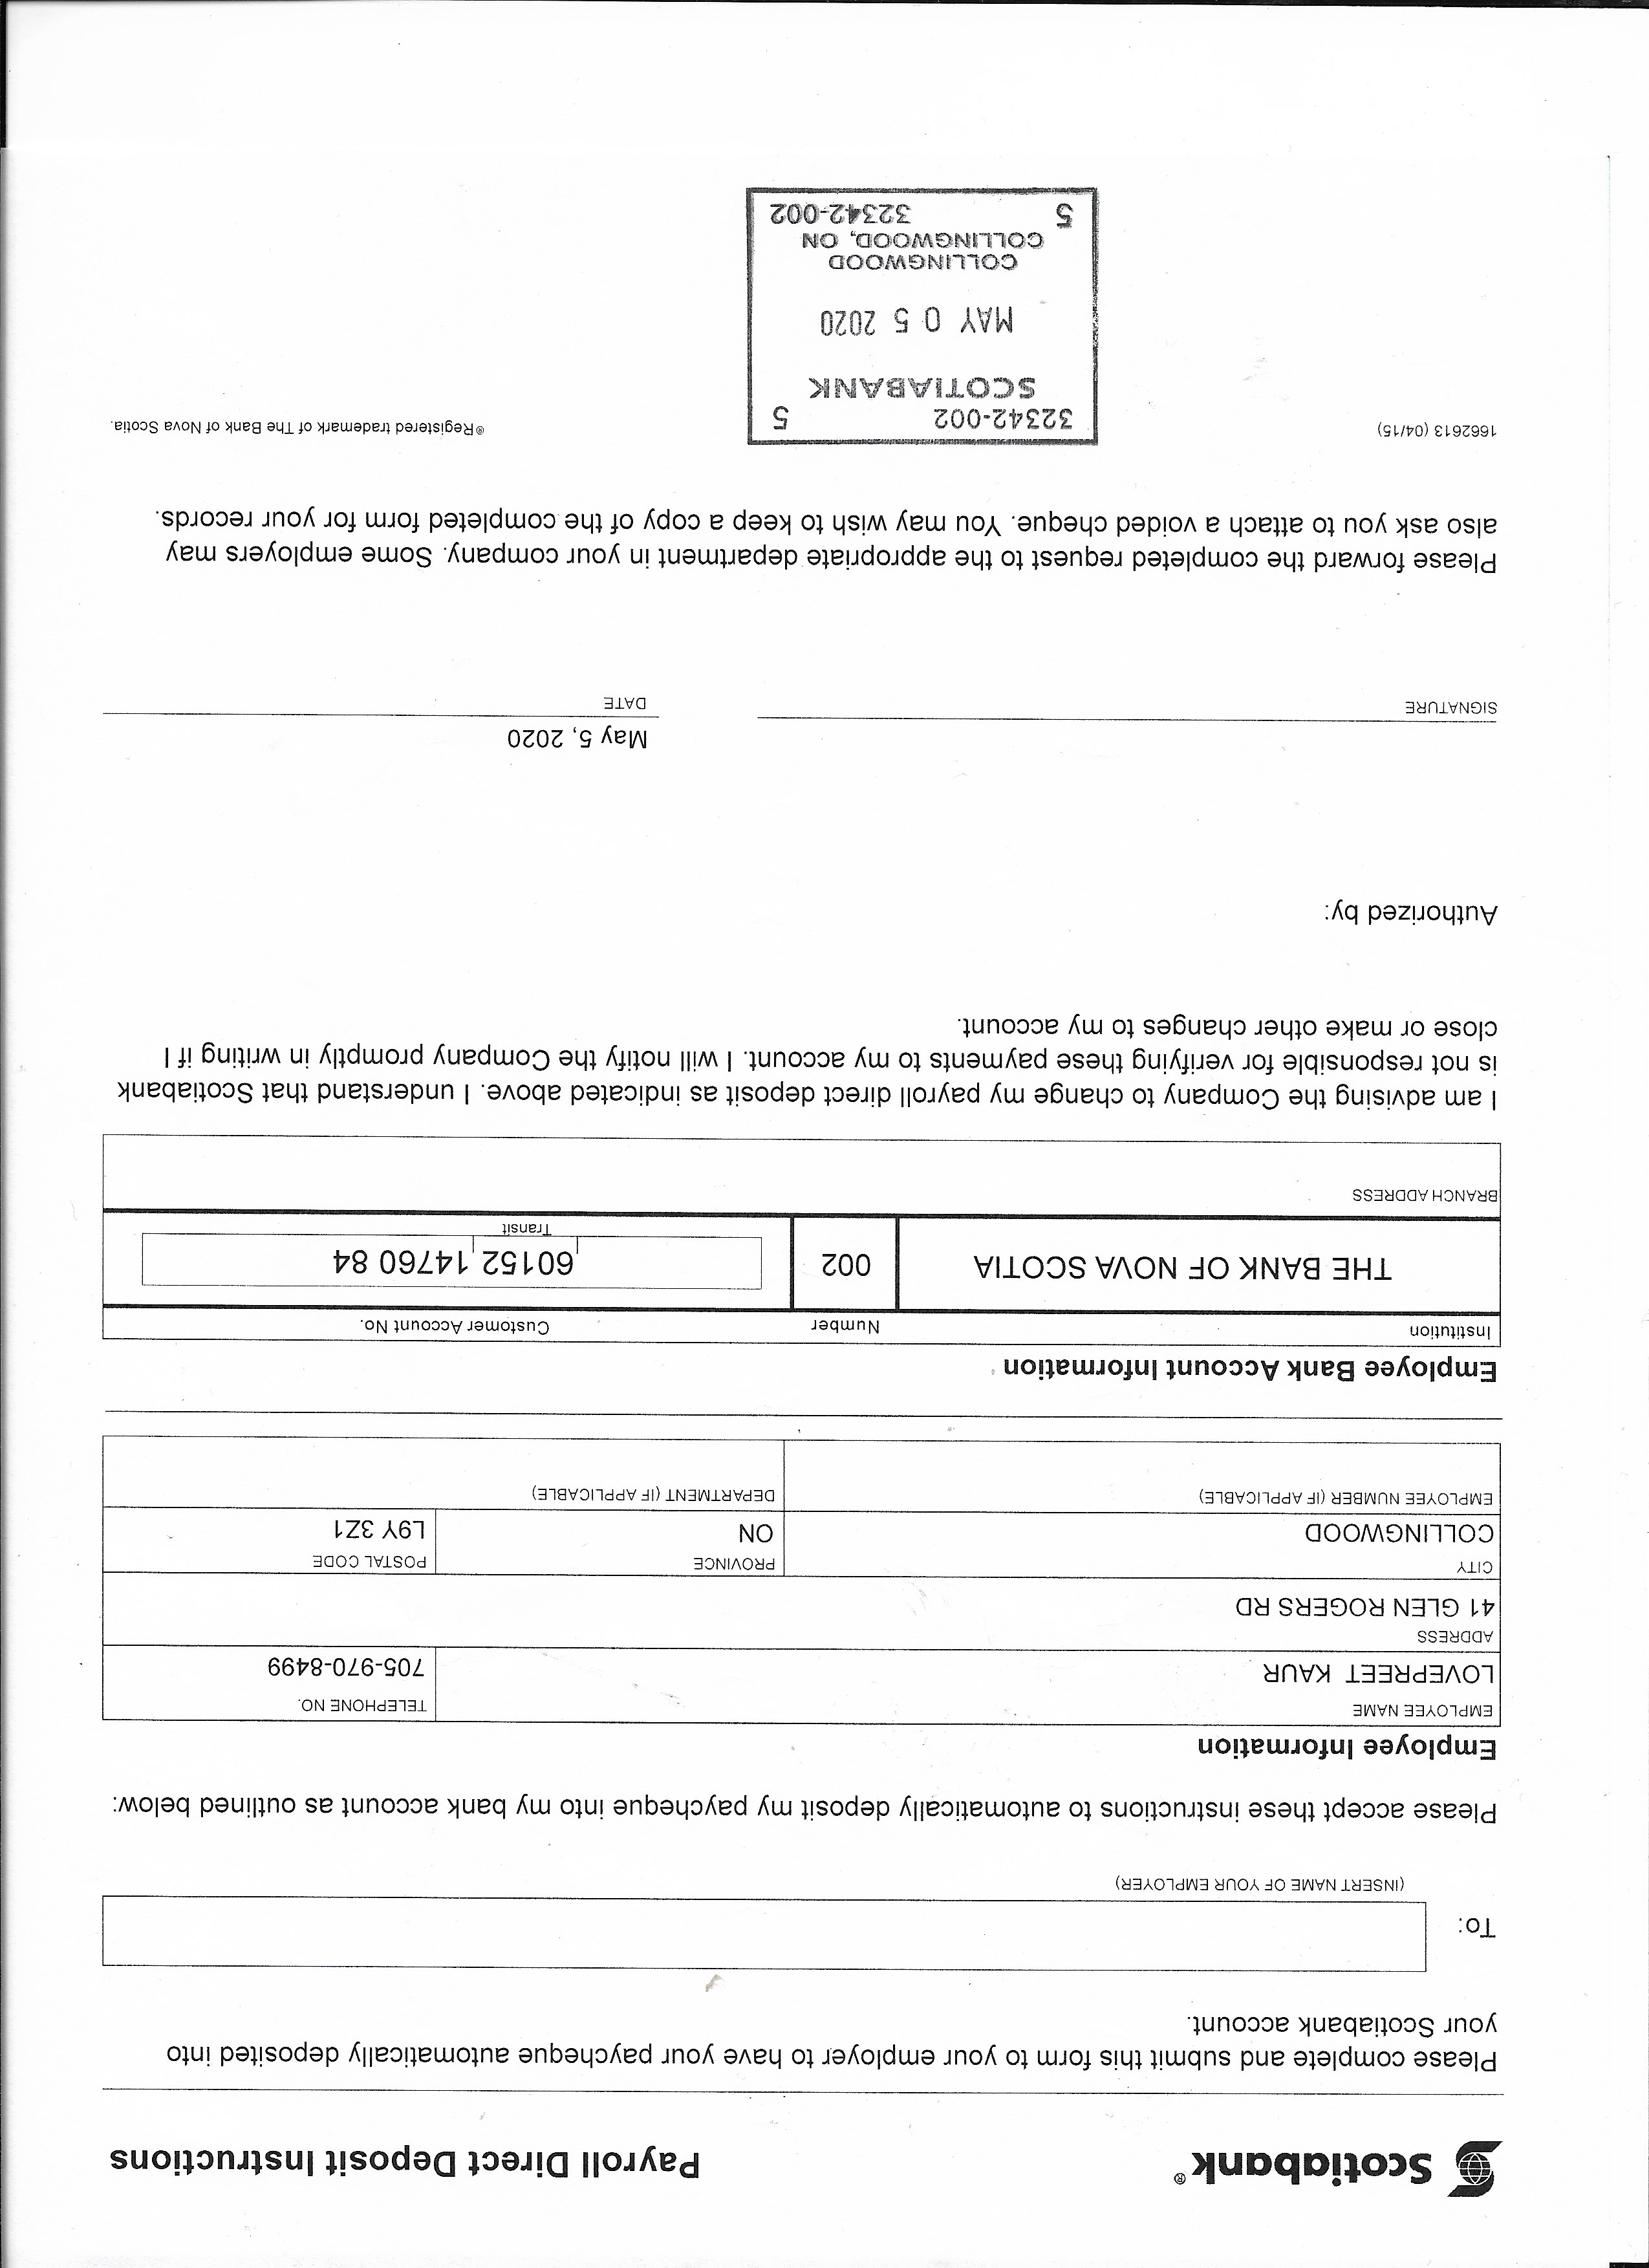 Scotiabank®
Payroll Direct Deposit Instructions
Please complete and submit this form to your employer to have your paycheque automatically deposited into
your Scotiabank account.
To:
(INSERT NAME OF YOUR EMPLOYER)
Please accept these instructions to automatically deposit my paycheque into my bank account as outlined below:
Employee Information
EMPLOYEE NAME
TELEPHONE NO.
LOVEPREET KAUR
705-970-8499
ADDRESS
41 GLEN ROGERS RD
CITY
PROVINCE
POSTAL CODE
COLLINGWOOD
ON
L9Y 3Z1
EMPLOYEE NUMBER (IF APPLICABLE)
DEPARTMENT (IF APPLICABLE)
Employee Bank Account Information
Institution
Number
Customer Account No.
THE BANK OF NOVA SCOTIA
002
60152 14760 84
Transit
BRANCH ADDRESS
I am advising the Company to change my payroll direct deposit as indicated above. I understand that Scotiabank
is not responsible for verifying these payments to my account. I will notify the Company promptly in writing if I
close or make other changes to my account.
Authorized by:
May 5, 2020
SIGNATURE
DATE
Please forward the completed request to the appropriate department in your company. Some employers may
also ask you to attach a voided cheque. You may wish to keep a copy of the completed form for your records.
1662613 (04/15)
®Registered trademark of The Bank of Nova Scotia.
32342-002 5
SCOTIABANK
MAY 0 5 2020
COLLINGWOOD
COLLINGWOOD, ON
5 32342-002